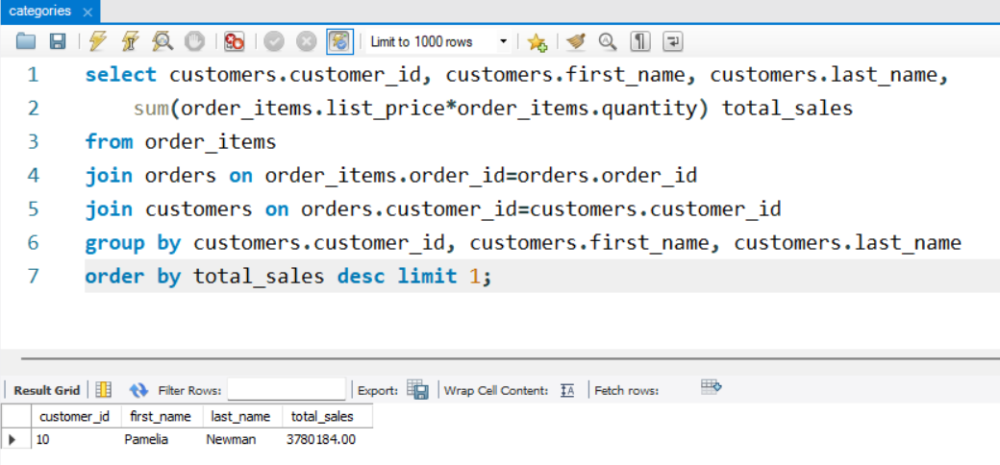 categories
Limit to 1000 rows
1 select customers.customer_id, customers.first_name, customers.last_name,
2 sum(order_items.list_price*order_items.quantity) total_sales
3 from order_items
4 join orders on order_items.order_id=orders.order_id
5 join customers on orders.customer_id=customers.customer_id
6 group by customers.customer_id, customers.first_name, customers.last_name
7 order by total_sales desc limit 1;
Result Grid Filter Rows: Export: Wrap Cell Content: Fetch rows:
customer_id first_name last_name total_sales
10 Pamelia Newman 3780184.00